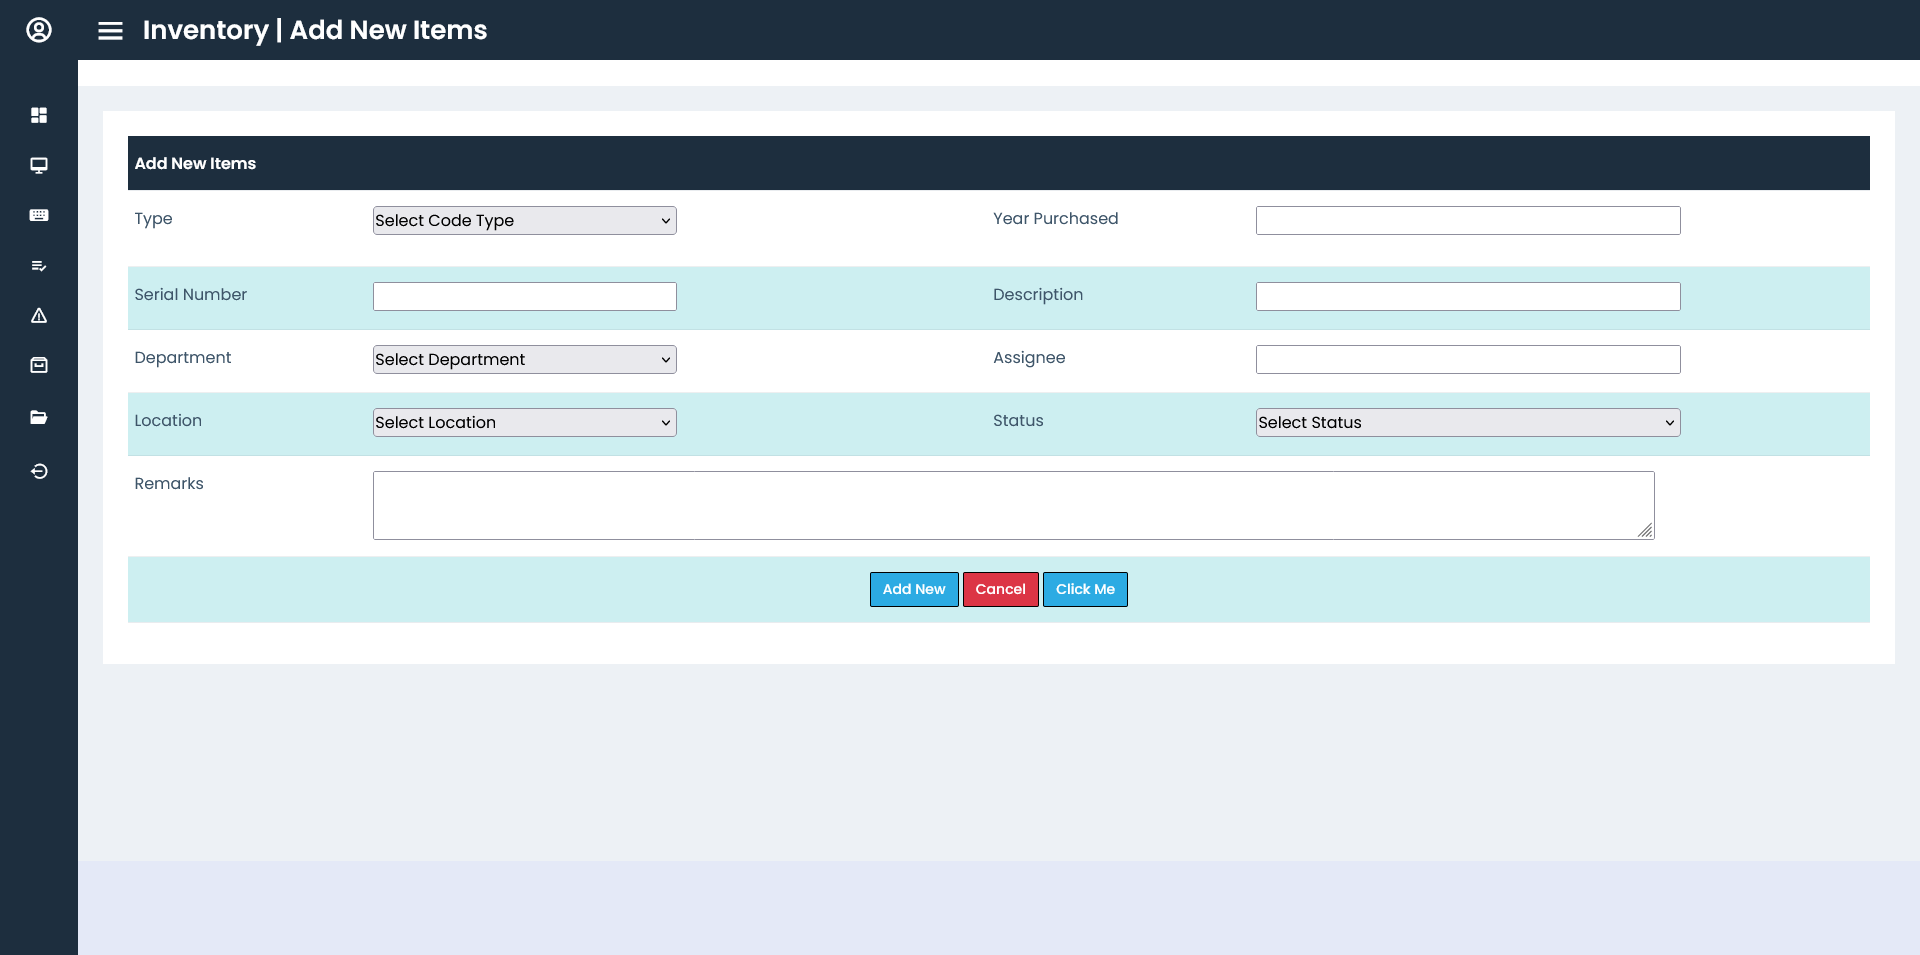 Inventory | Add New Items
Add New Items
Type Select Code Type Year Purchased
Serial Number Description
Department Select Department Assignee
Location Select Location Status Select Status
Remarks
Add New Cancel Click Me